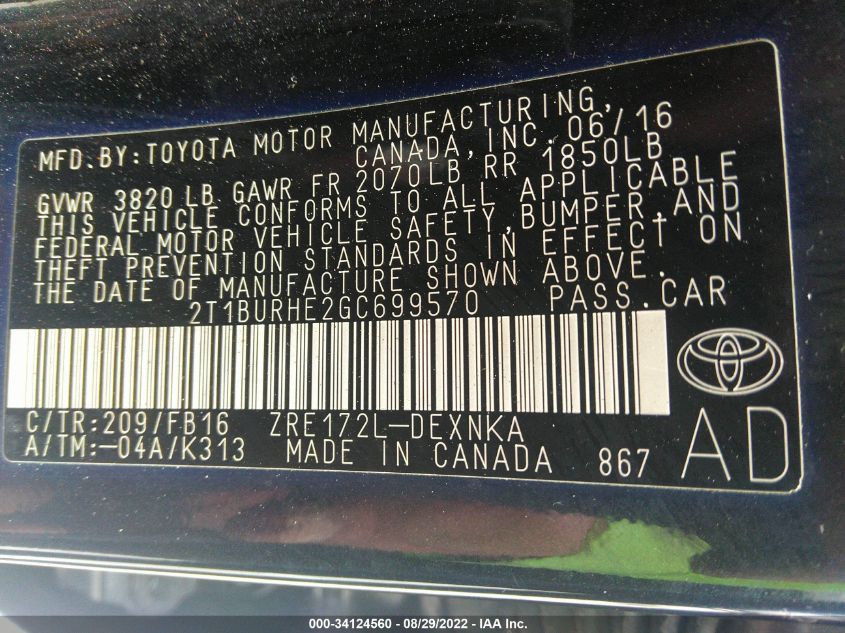 MFD.BY:TOYOTA MOTOR MANUFACTURING,
CANADA, INC. 06/16
GVWR 3820 LB GAWR FR 2070LB RR 1850LB
THIS VEHICLE CONFORMS TO ALL APPLICABLE
FEDERAL MOTOR VEHICLE SAFETY,BUMPER,AND
THEFT PREVENTION STANDARDS IN EFFECT ON
THE DATE OF MANUFACTURE SHOWN ABOVE.
2T1BURHE2GC699570 PASS.CAR
C/TR:209/FB16 ZRE172L-DEXNKA
A/TM:-04A/K313 MADE IN CANADA 867 AD
000-34124560 - 08/29/2022 - IAA Inc.